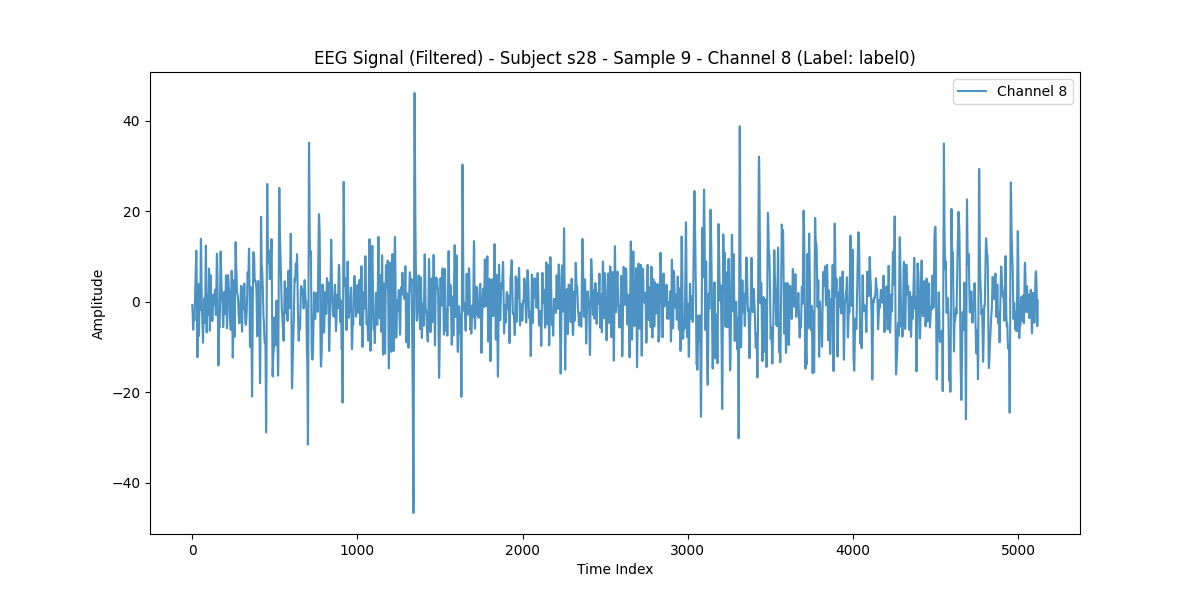 EEG Signal (Filtered) - Subject s28 - Sample 9 - Channel 8 (Label: label0)
Channel 8
40
20
0
−20
−40
Amplitude
0 1000 2000 3000 4000 5000
Time Index